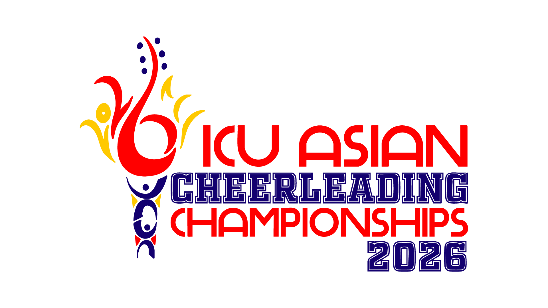 ICU ASIAN
CHEERLEADING
CHAMPIONSHIPS
2026